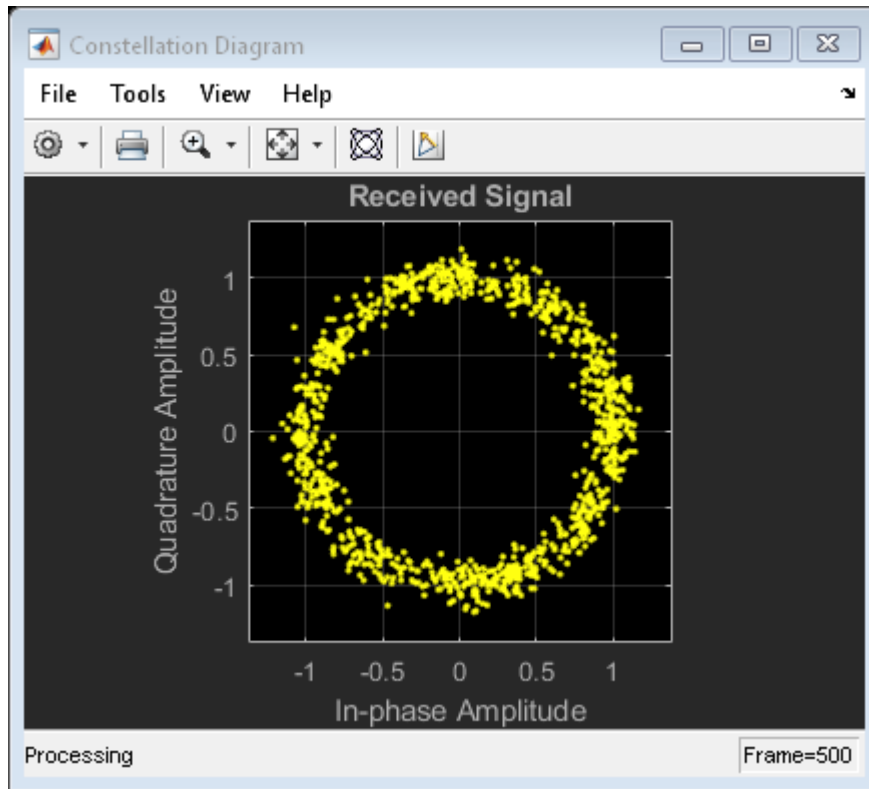 Constellation Diagram
File Tools View Help
Received Signal
Quadrature Amplitude
1
0.5
0
-0.5
-1
-1 -0.5 0 0.5 1
In-phase Amplitude
Processing Frame=500